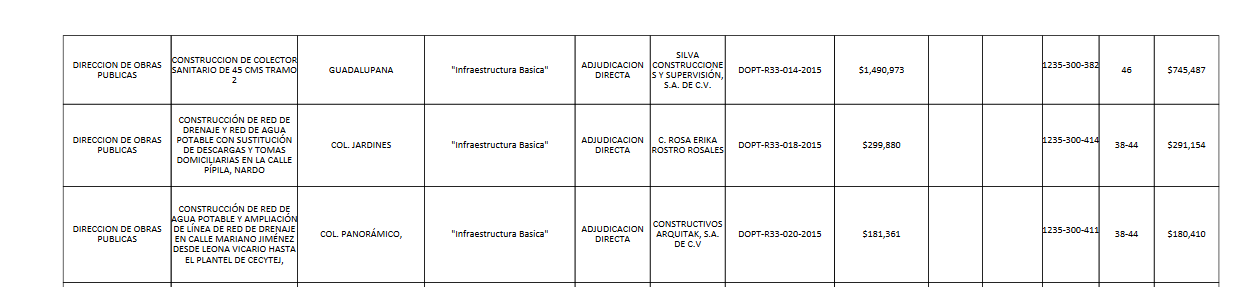 DIRECCION DE OBRAS
PUBLICAS
CONSTRUCCION DE COLECTOR
SANITARIO DE 45 CMS TRAMO
2
GUADALUPANA
"Infraestructura Basica"
ADJUDICACION
DIRECTA
SILVA
CONSTRUCCIONE
S Y SUPERVISIÓN,
S.A. DE C.V.
DOPT-R33-014-2015
$1,490,973
1235-300-382
46
$745,487
DIRECCION DE OBRAS
PUBLICAS
CONSTRUCCIÓN DE RED DE
DRENAJE Y RED DE AGUA
POTABLE CON SUSTITUCIÓN
DE DESCARGAS Y TOMAS
DOMICILIARIAS EN LA CALLE
PÍPILA, NARDO
COL. JARDINES
"Infraestructura Basica"
ADJUDICACION
DIRECTA
C. ROSA ERIKA
ROSTRO ROSALES
DOPT-R33-018-2015
$299,880
1235-300-414
38-44
$291,154
DIRECCION DE OBRAS
PUBLICAS
CONSTRUCCIÓN DE RED DE
AGUA POTABLE Y AMPLIACIÓN
DE LÍNEA DE RED DE DRENAJE
EN CALLE MARIANO JIMÉNEZ
DESDE LEONA VICARIO HASTA
EL PLANTEL DE CECYTEJ,
COL. PANORÁMICO,
"Infraestructura Basica"
ADJUDICACION
DIRECTA
CONSTRUCTIVOS
ARQUITAK, S.A.
DE C.V
DOPT-R33-020-2015
$181,361
1235-300-411
38-44
$180,410